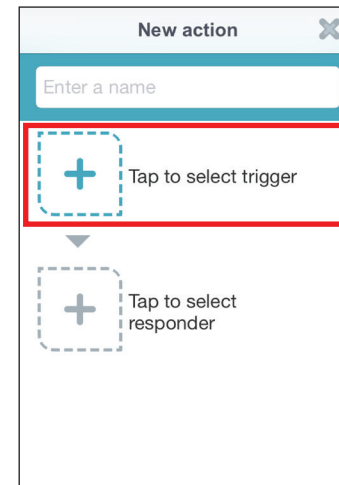 New action
Enter a name
Tap to select trigger
Tap to select
responder